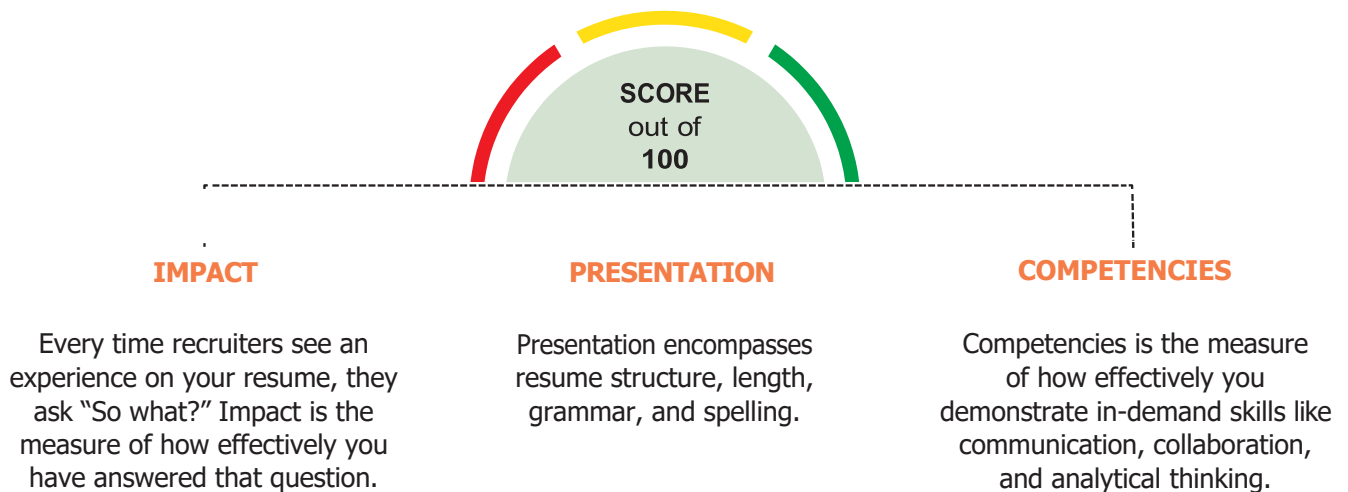 SCORE
out of
100
IMPACT
Every time recruiters see an
experience on your resume, they
ask “So what?” Impact is the
measure of how effectively you
have answered that question.
PRESENTATION
Presentation encompasses
resume structure, length,
grammar, and spelling.
COMPETENCIES
Competencies is the measure
of how effectively you
demonstrate in-demand skills like
communication, collaboration,
and analytical thinking.